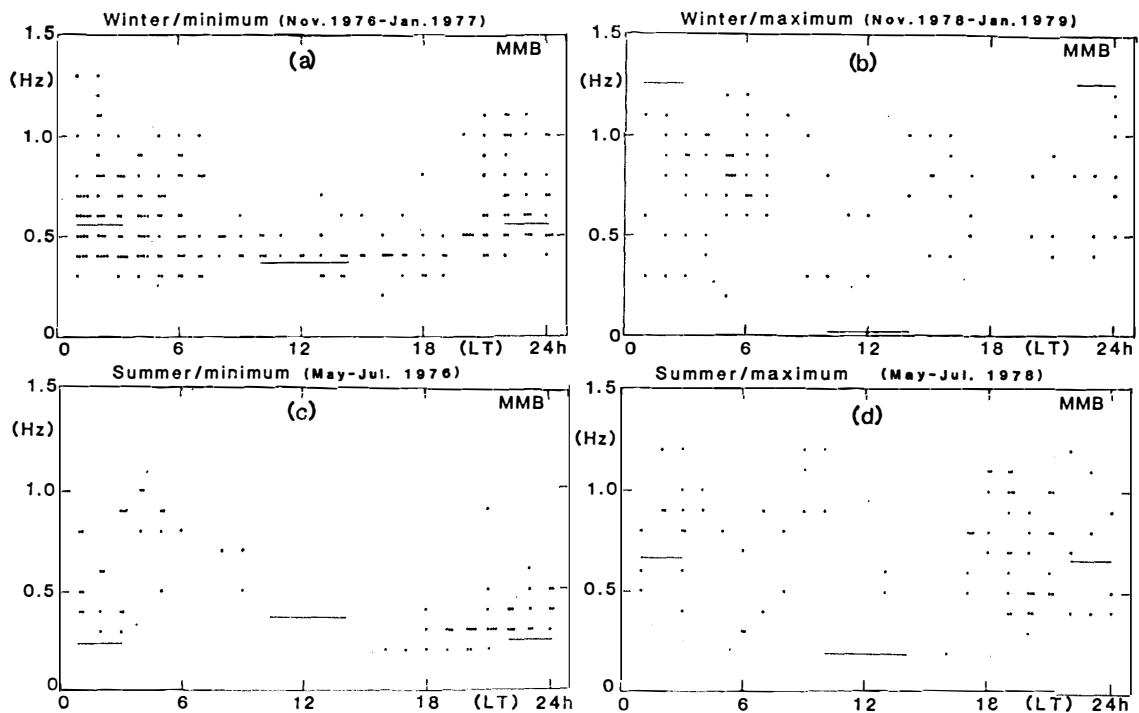 Winter/minimum (Nov.1976-Jan.1977)
1.5
MMB
(a)
(Hz)
1.0
0.5
0
0 6 12 18 (LT) 24h
Winter/maximum (Nov.1978-Jan.1979)
1.5
MMB
(b)
(Hz)
1.0
0.5
0
0 6 12 18 (LT) 24h
Summer/minimum (May-Jul. 1976)
1.5
MMB
(c)
(Hz)
1.0
0.5
0
0 6 12 18 (LT) 24h
Summer/maximum (May-Jul. 1978)
1.5
MMB
(d)
(Hz)
1.0
0.5
0
0 6 12 18 (LT) 24h